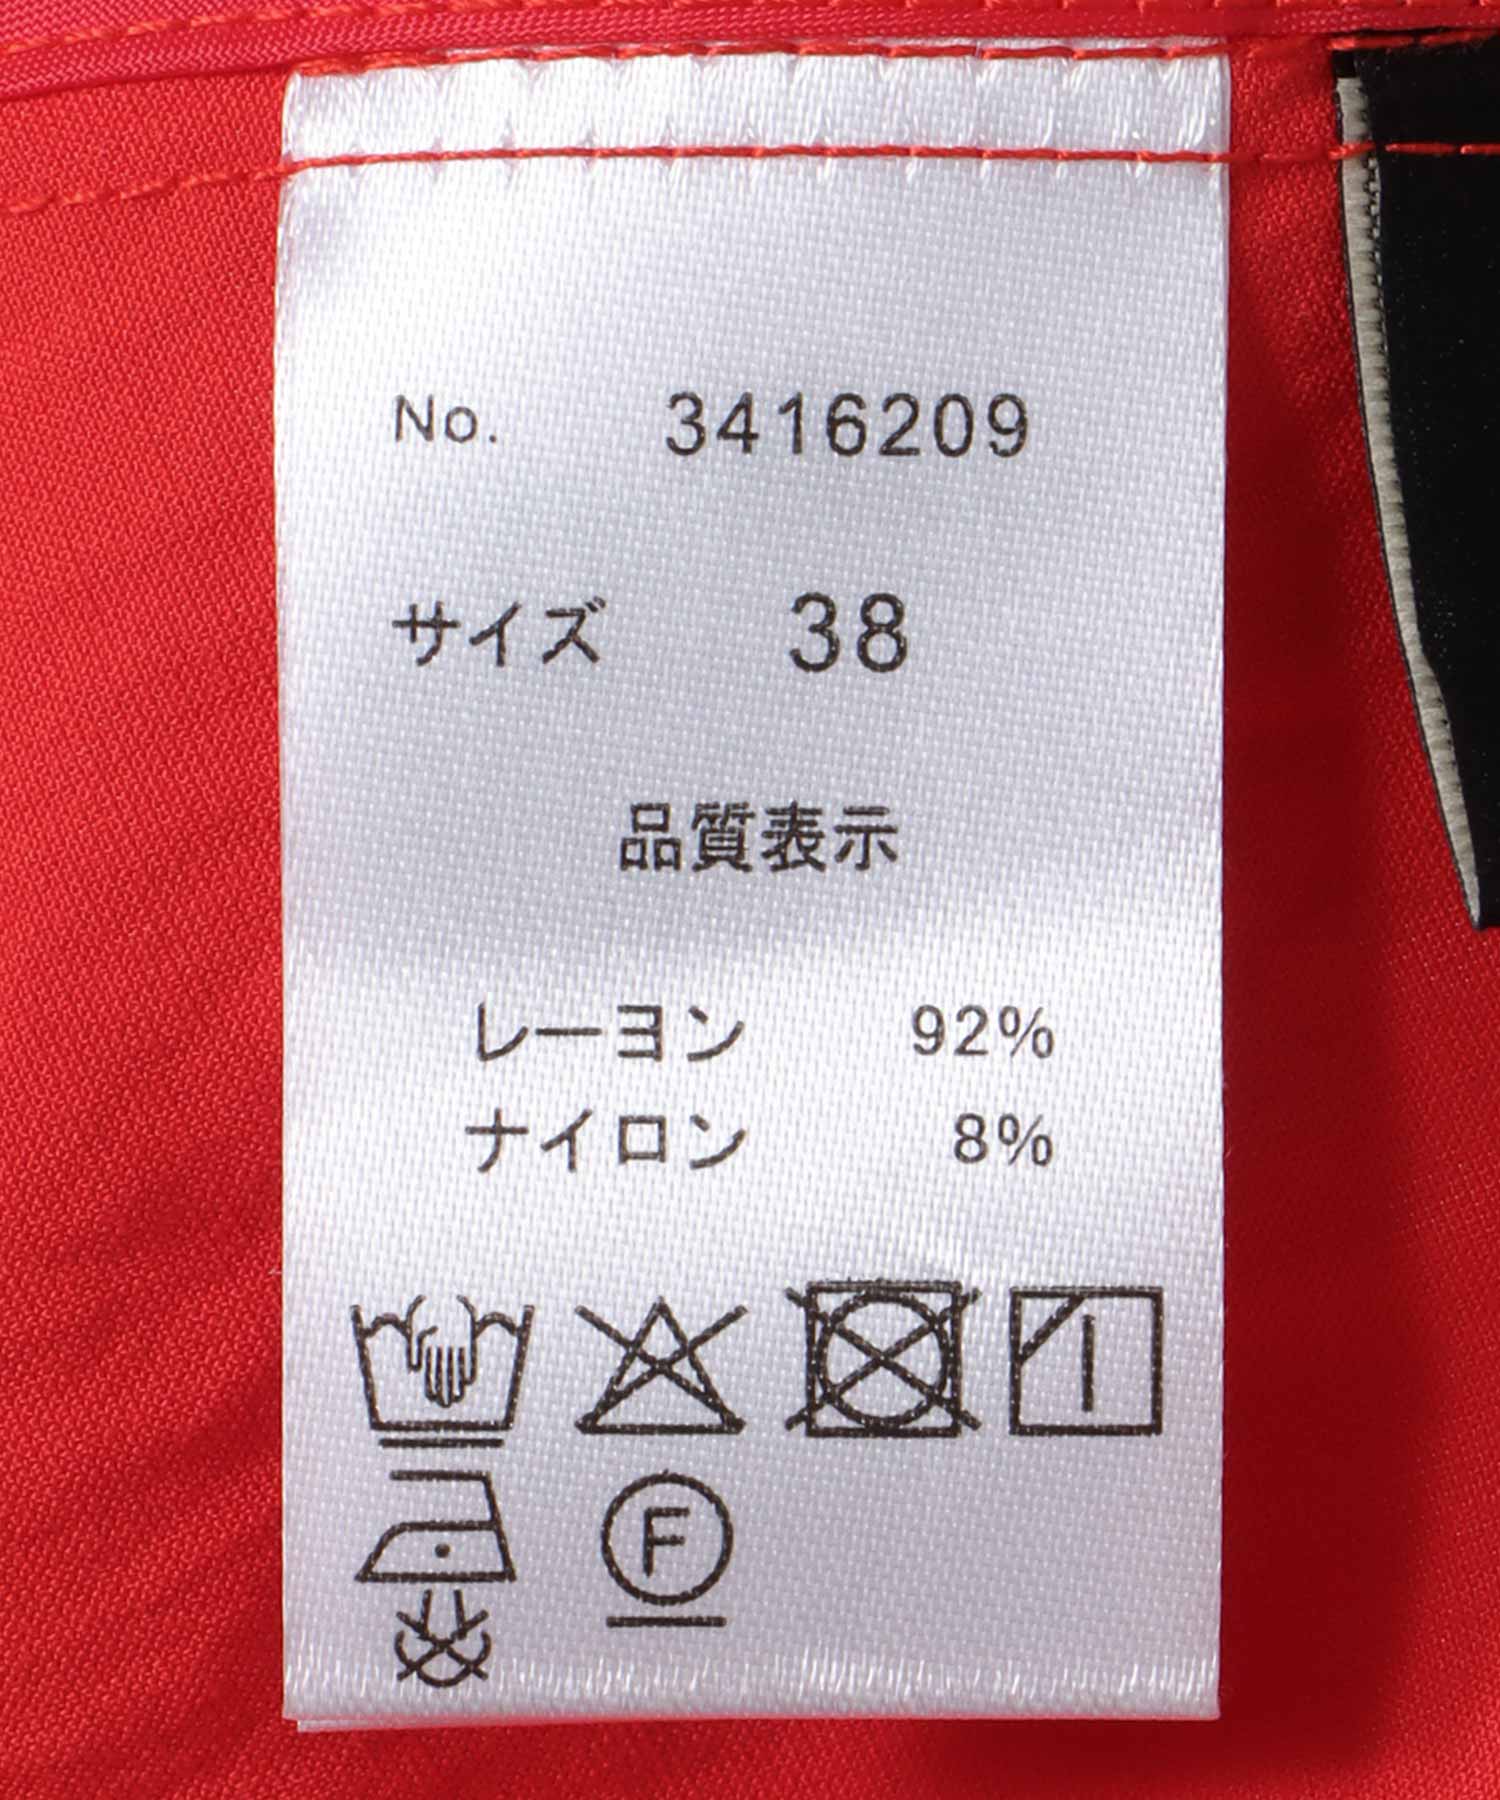 No. 3416209
サイズ 38
品質表示
レーヨン 92%
ナイロン 8%
F